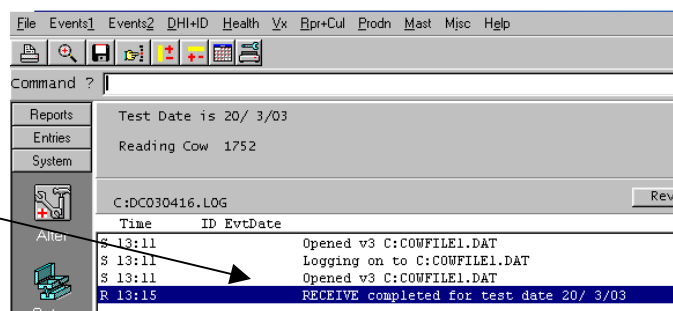 File Events1 Events2 DHI+ID Health Vx Rpr+Cul Prodn Mast Misc Help
Command ?
Reports
Entries
System
Test Date is 20/ 3/03
Reading Cow 1752
C:DC030416.LOG
Rev
Time ID EvtDate
Alter
S 13:11 Opened v3 C:COWFILE1.DAT
S 13:11 Logging on to C:COWFILE1.DAT
S 13:11 Opened v3 C:COWFILE1.DAT
R 13:15 RECEIVE completed for test date 20/ 3/03